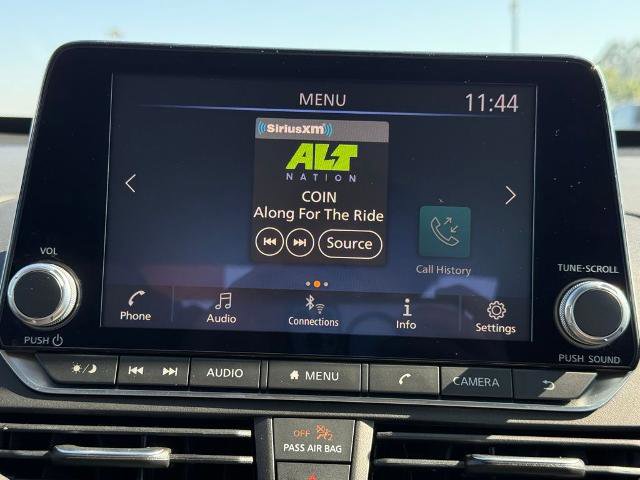 MENU
11:44
SiriusXM
ALT
NATION
COIN
Along For The Ride
Source
Call History
VOL
TUNE·SCROLL
Phone
Audio
Connections
Info
Settings
PUSH
PUSH SOUND
AUDIO
MENU
CAMERA
OFF 2
PASS AIR BAG